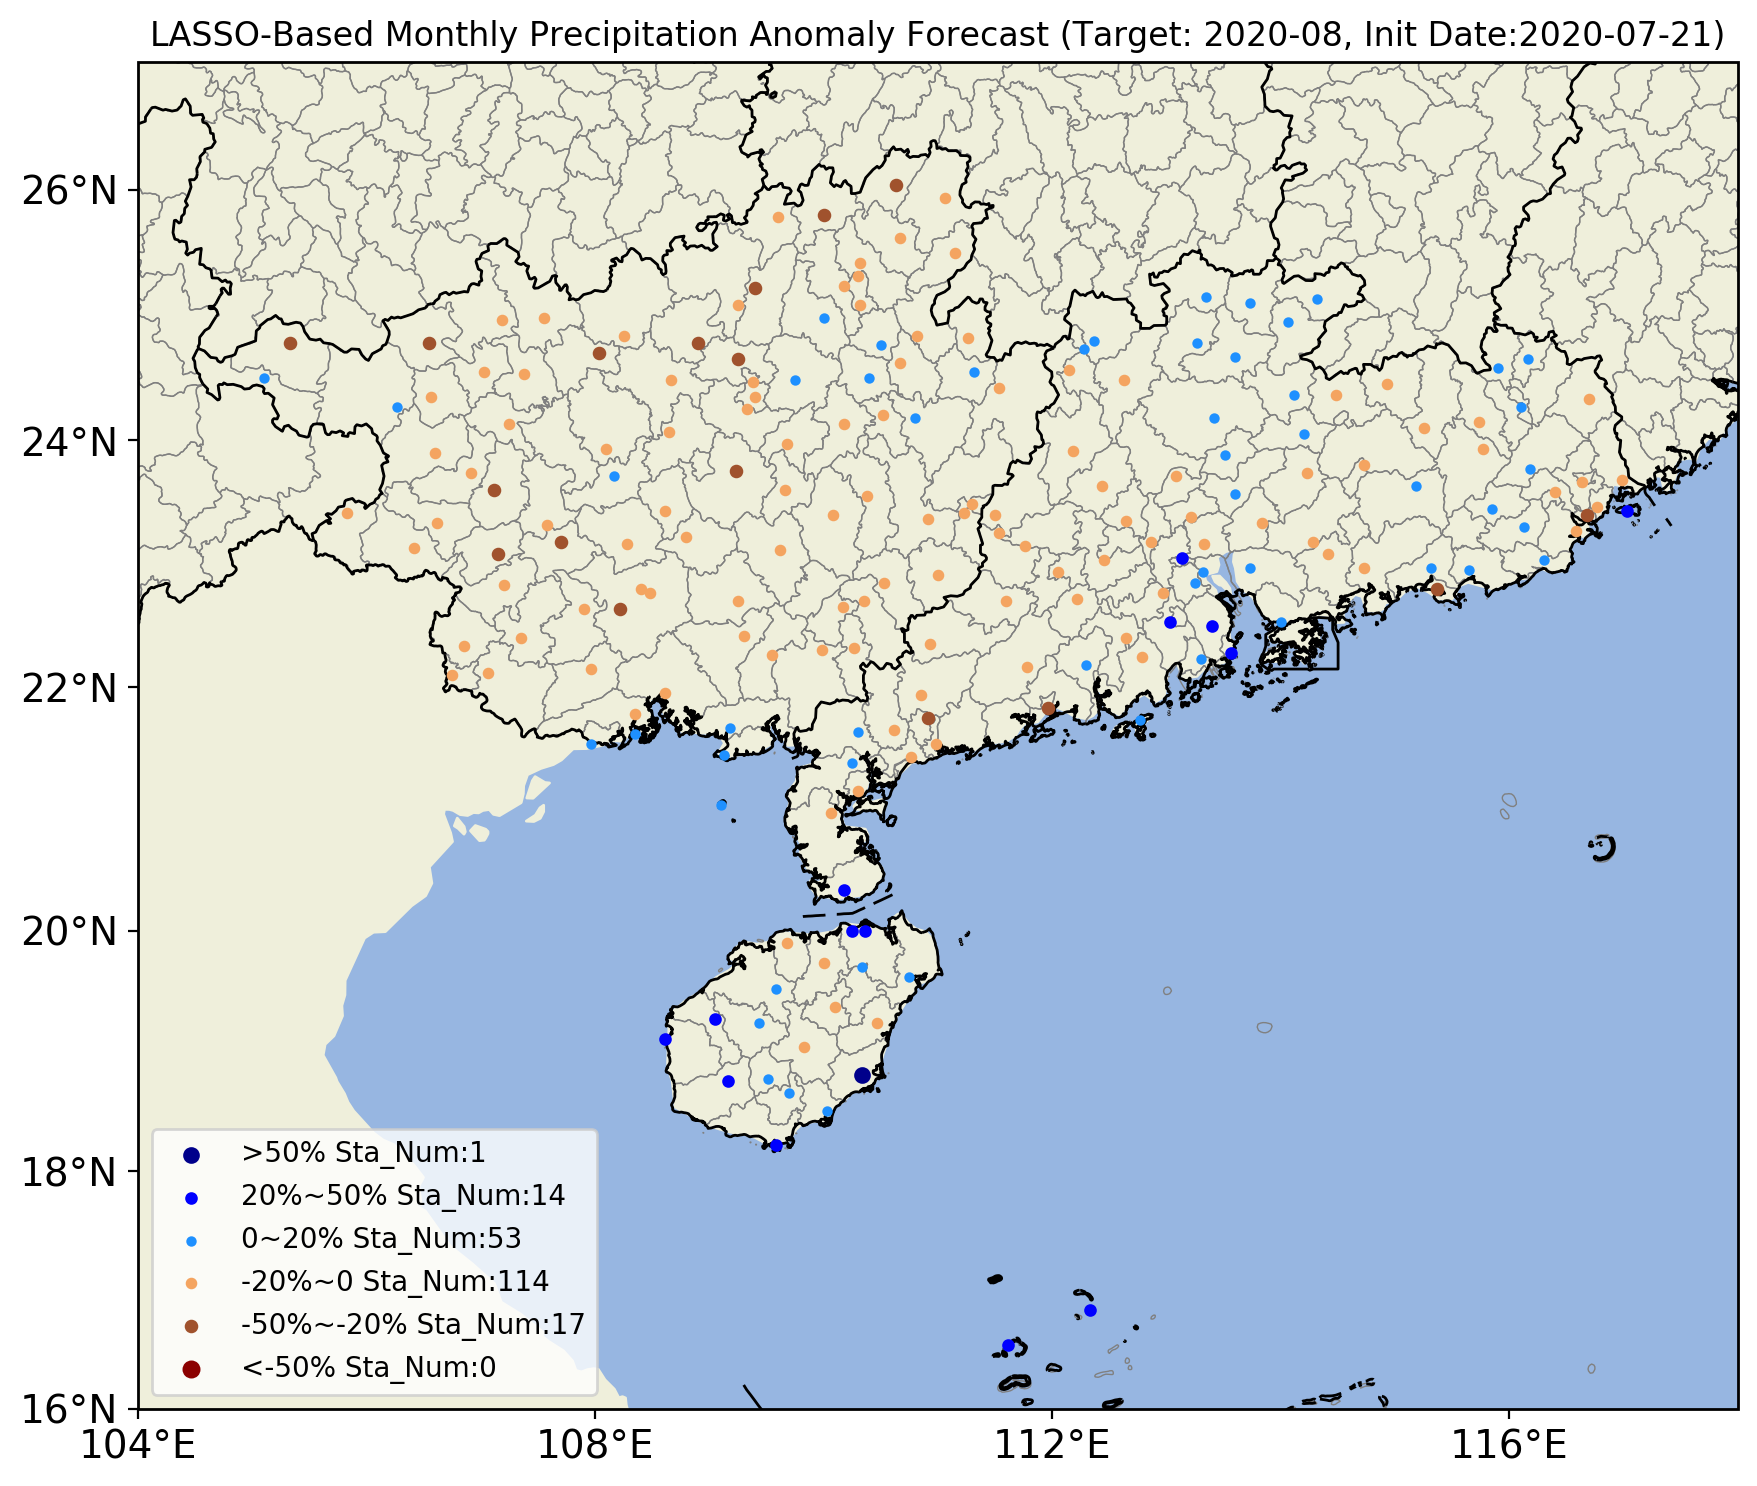 LASSO-Based Monthly Precipitation Anomaly Forecast (Target: 2020-08, Init Date:2020-07-21)
26°N
24°N
22°N
20°N
18°N
16°N
>50% Sta_Num:1
20%~50% Sta_Num:14
0~20% Sta_Num:53
-20%~0 Sta_Num:114
-50%~-20% Sta_Num:17
<-50% Sta_Num:0
104°E
108°E
112°E
116°E